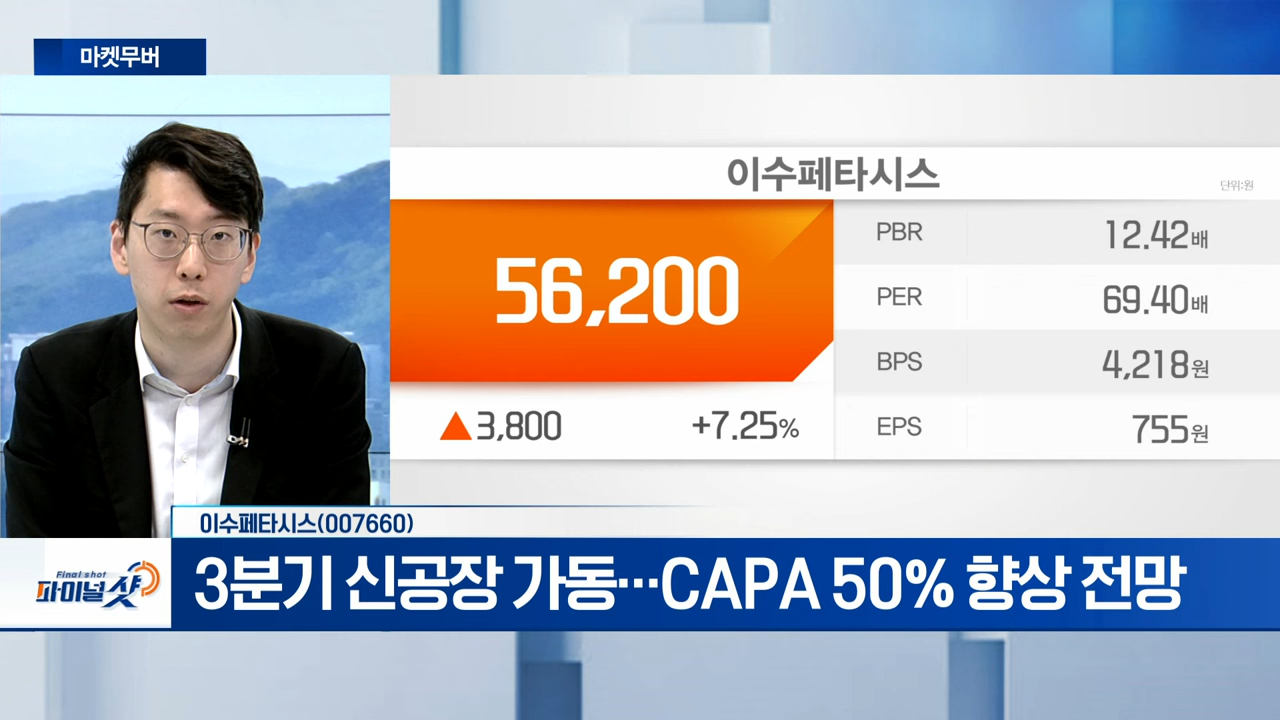 마켓무버
이수페타시스
단위:원
56,200
▲3,800 +7.25%
PBR 12.42배
PER 69.40배
BPS 4,218원
EPS 755원
이수페타시스(007660)
Final shot
파이널 샷
3분기 신공장 가동…CAPA 50% 향상 전망